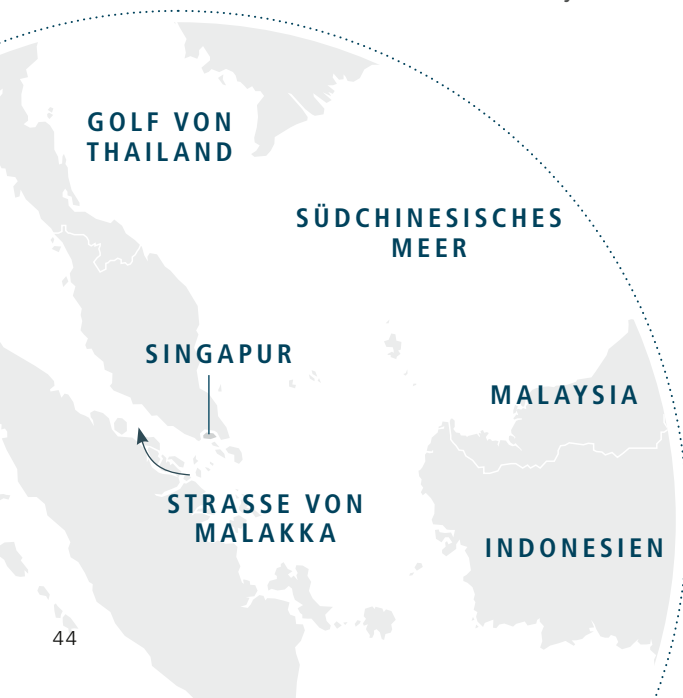 GOLF VON
THAILAND
SÜDCHINESISCHES
MEER
SINGAPUR
MALAYSIA
STRASSE VON
MALAKKA
INDONESIEN
44